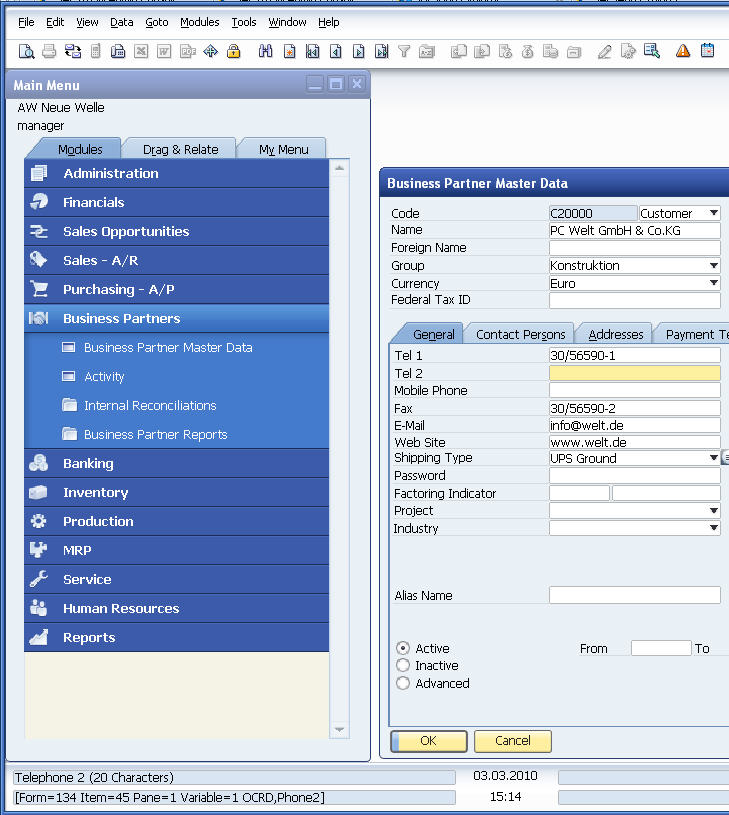 File Edit View Data Goto Modules Tools Window Help
Main Menu
AW Neue Welle
manager
Modules Drag & Relate My Menu
Administration
Financials
Sales Opportunities
Sales - A/R
Purchasing - A/P
Business Partners
Business Partner Master Data
Activity
Internal Reconciliations
Business Partner Reports
Banking
Inventory
Production
MRP
Service
Human Resources
Reports
Business Partner Master Data
Code C20000 Customer
Name PC Welt GmbH & Co.KG
Foreign Name
Group Konstruktion
Currency Euro
Federal Tax ID
General Contact Persons Addresses Payment Te
Tel 1 30/56590-1
Tel 2
Mobile Phone
Fax 30/56590-2
E-Mail info@welt.de
Web Site www.welt.de
Shipping Type UPS Ground
Password
Factoring Indicator
Project
Industry
Alias Name
Active From To
Inactive
Advanced
OK Cancel
Telephone 2 (20 Characters) 03.03.2010
[Form=134 Item=45 Pane=1 Variable=1 OCRD,Phone2] 15:14